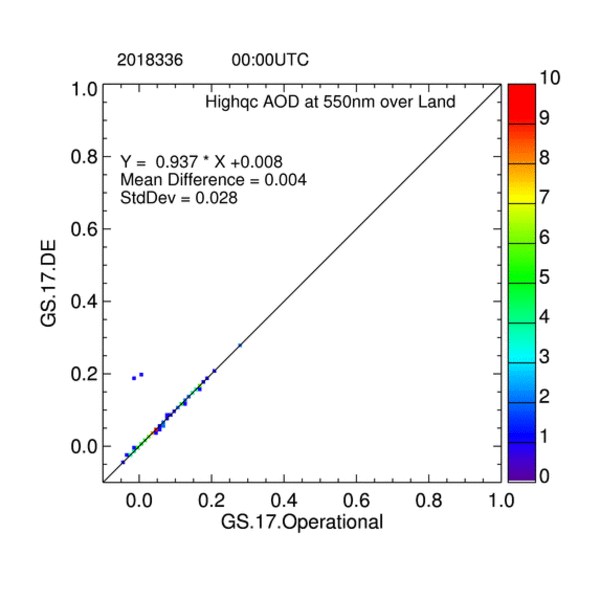 2018336 00:00UTC
Highqc AOD at 550nm over Land
Y = 0.937 * X +0.008
Mean Difference = 0.004
StdDev = 0.028
1.0
0.8
0.6
0.4
0.2
0.0
GS.17.DE
0.0 0.2 0.4 0.6 0.8 1.0
GS.17.Operational
10
9
8
7
6
5
4
3
2
1
0